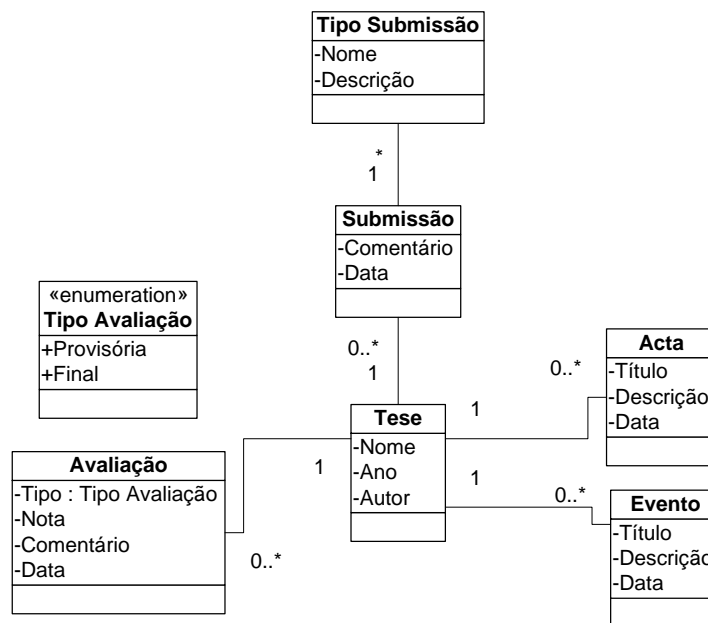 Tipo Submissão
-Nome
-Descrição
*
1
Submissão
-Comentário
-Data
«enumeration»
Tipo Avaliação
+Provisória
+Final
0..*
1
Acta
-Título
-Descrição
-Data
0..*
1
Tese
-Nome
-Ano
-Autor
1
Avaliação
-Tipo : Tipo Avaliação
-Nota
-Comentário
-Data
0..*
1
0..*
Evento
-Título
-Descrição
-Data